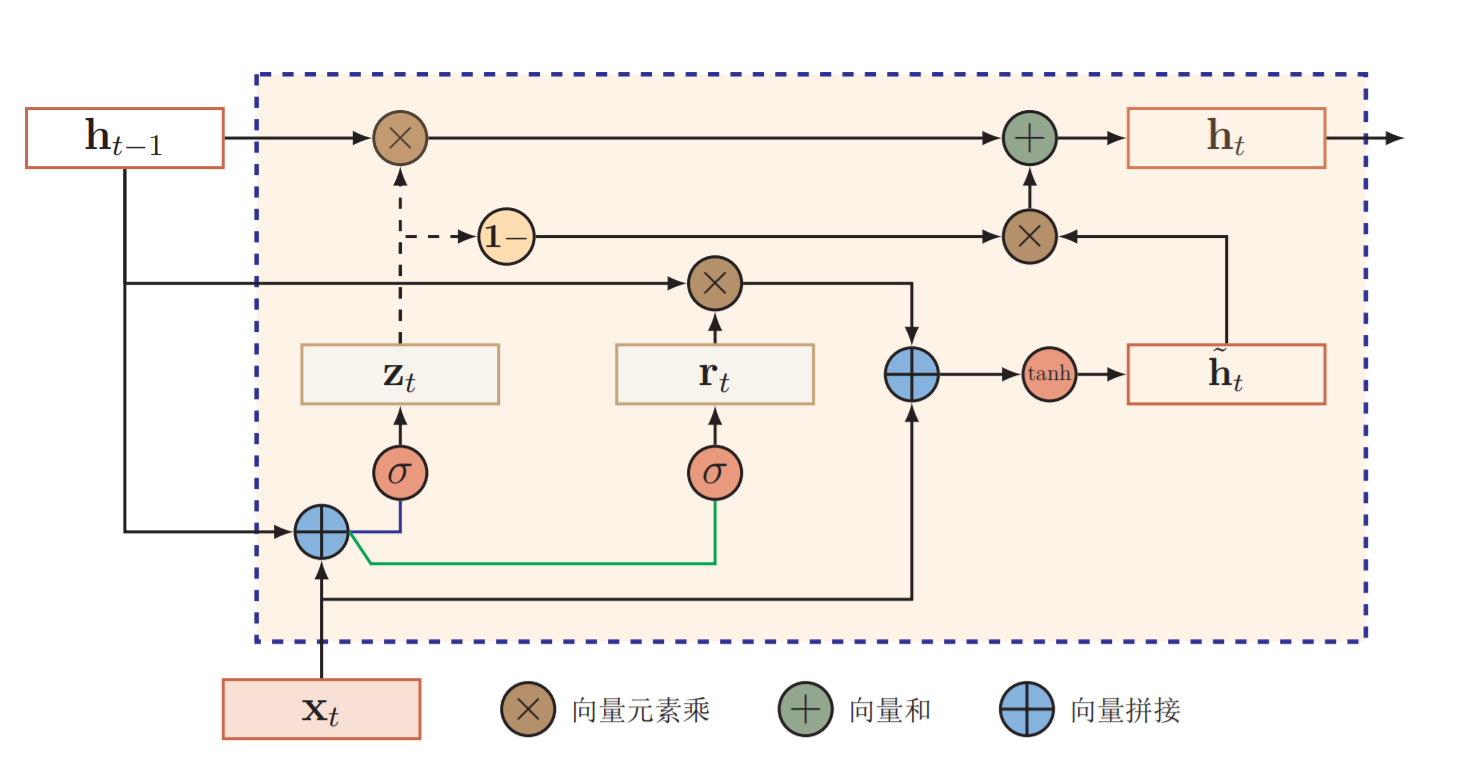 h_{t−1}
×
+
h_t
1−
×
×
z_t
r_t
tanh
h̃_t
σ
σ
x_t
× 向量元素乘
+ 向量和
向量拼接